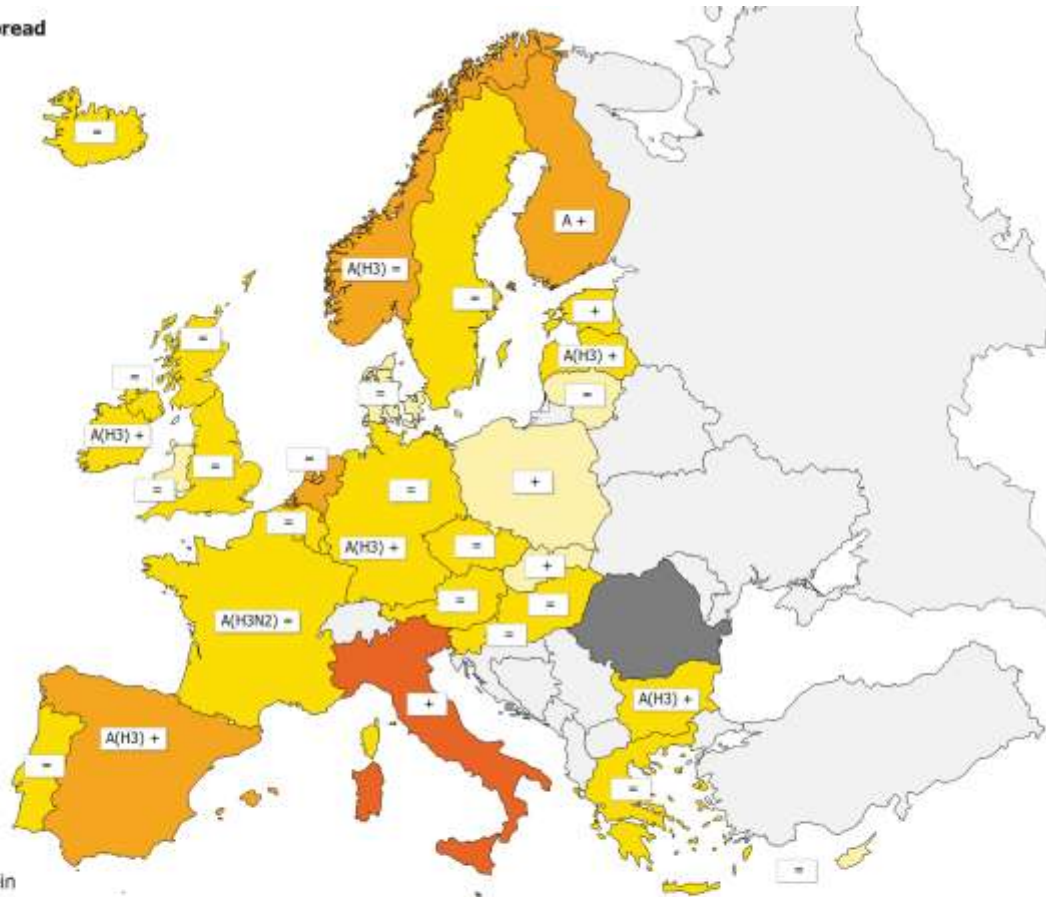 pread
=
A +
A(H3) =
=
+
=
A(H3) +
=
=
=
A(H3) +
=
=
+
=
=
=
A(H3) +
=
+
=
=
A(H3N2) =
=
A(H3) +
+
A(H3) +
=
=
=
in